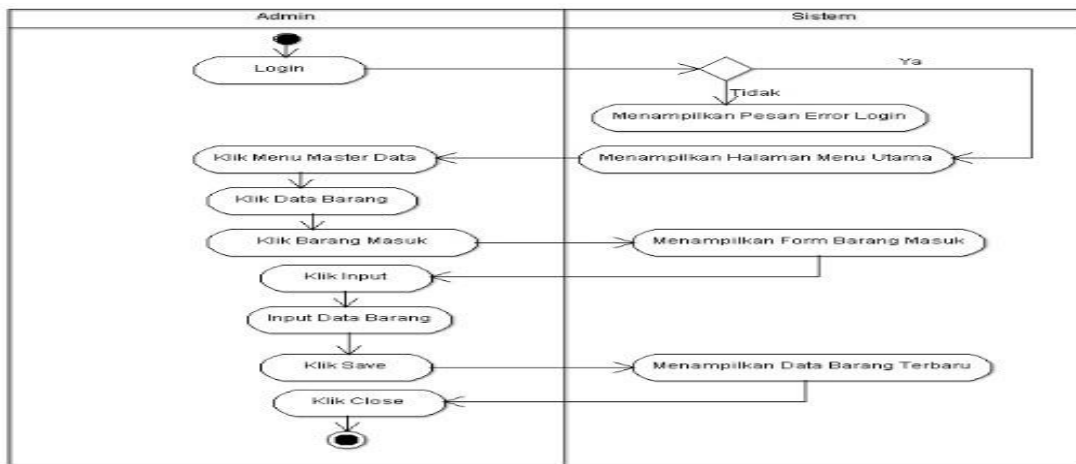 Admin
Sistem
Login
Ya
Tidak
Menampilkan Pesan Error Login
Klik Menu Master Data
Menampilkan Halaman Menu Utama
Klik Data Barang
Klik Barang Masuk
Menampilkan Form Barang Masuk
Klik Input
Input Data Barang
Klik Save
Menampilkan Data Barang Terbaru
Klik Close